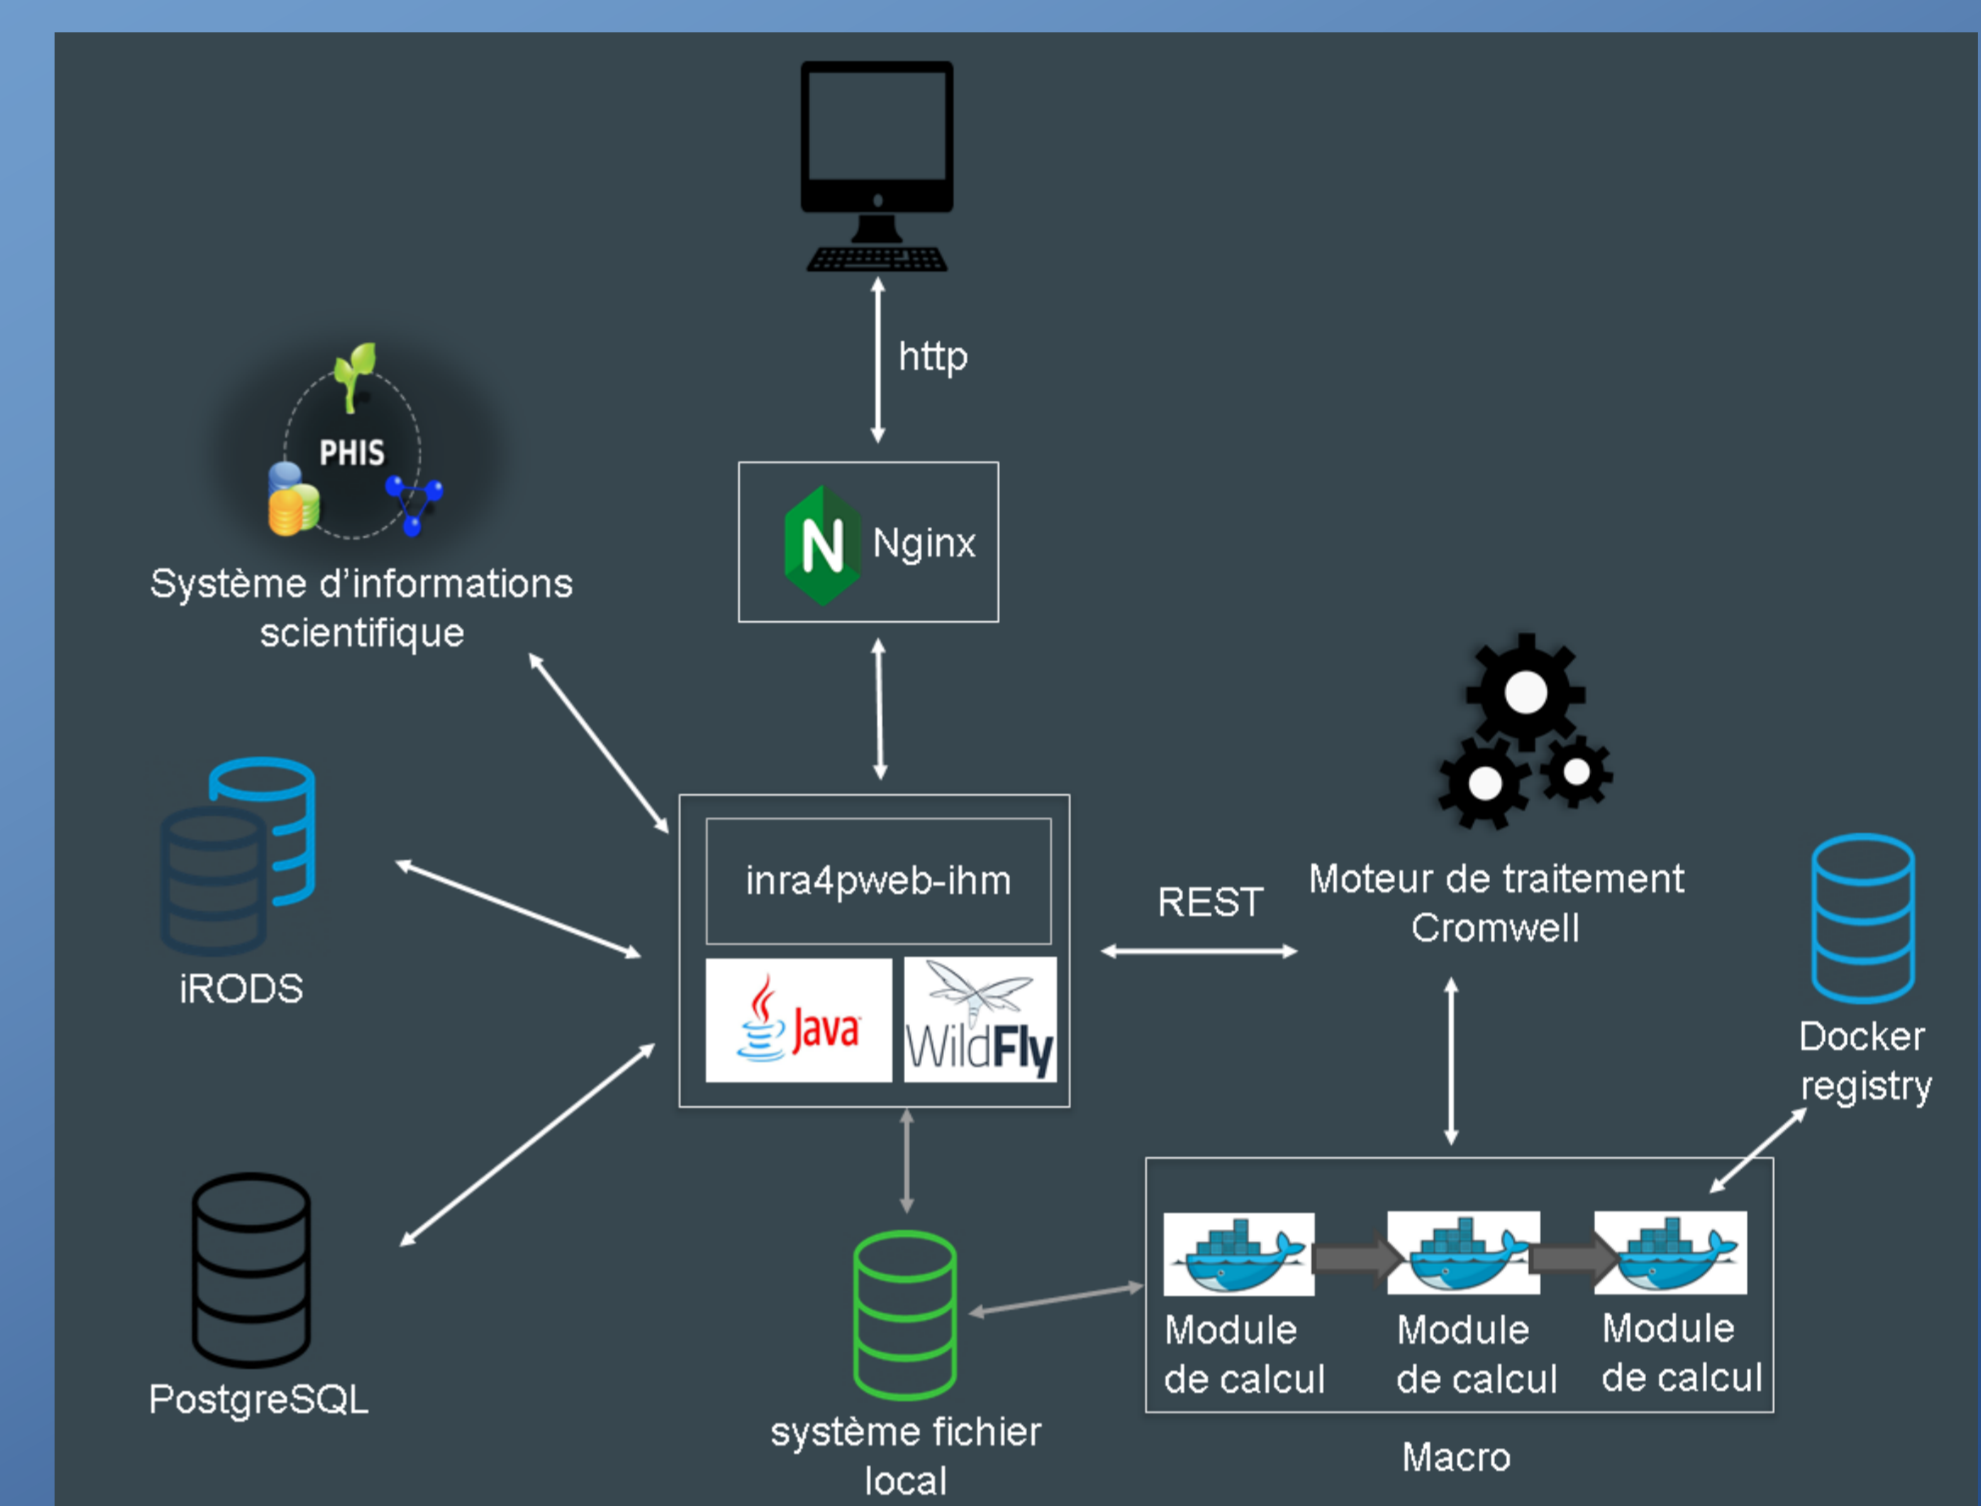 http
PHIS
Système d'informations
scientifique
N Nginx
inra4pweb-ihm
Java
WildFly
iRODS
REST
Moteur de traitement
Cromwell
Docker
registry
PostgreSQL
système fichier
local
Module
de calcul
Module
de calcul
Module
de calcul
Macro